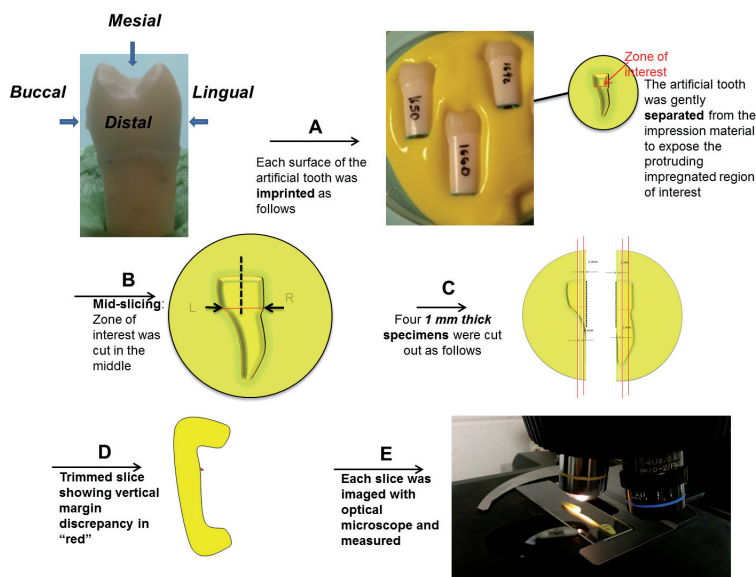 Mesial
Buccal
Lingual
Distal
A
Each surface of the
artificial tooth was
imprinted as
follows
1650
1660
Zone of
interest
The artificial tooth
was gently
separated from the
impression material
to expose the
protruding
impregnated region
of interest
B
Mid-slicing:
Zone of
interest was
cut in the
middle
L
R
C
Four 1 mm thick
specimens were cut
out as follows
D
Trimmed slice
showing vertical
margin
discrepancy in
“red”
E
Each slice was
imaged with
optical
microscope and
measured